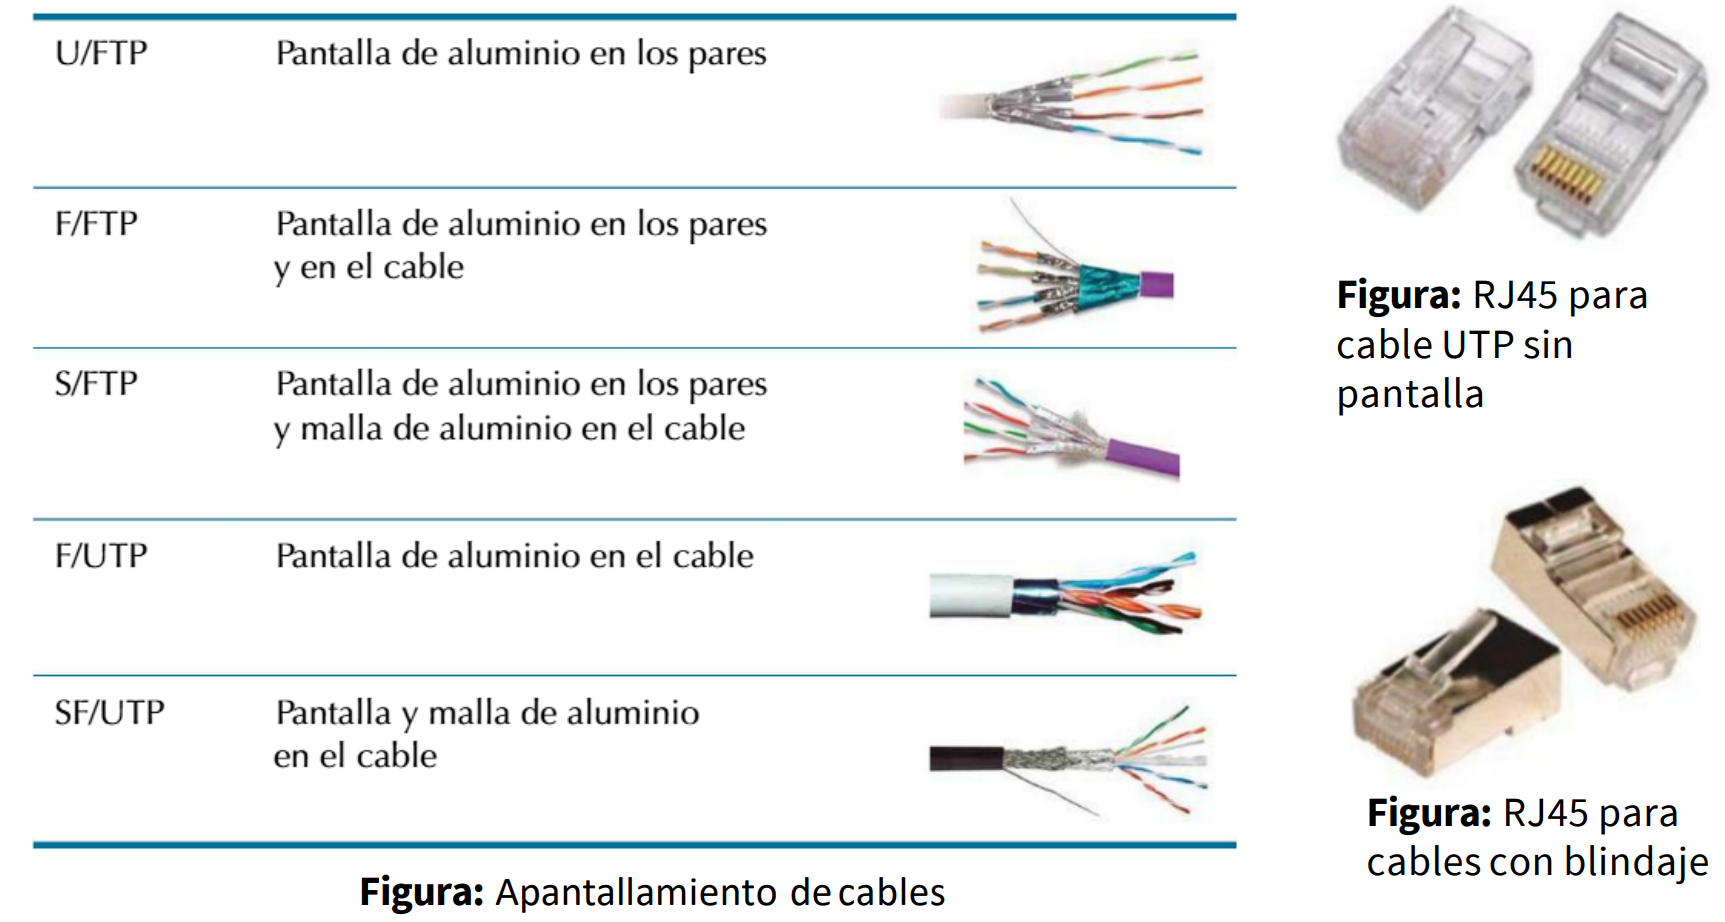 U/FTP Pantalla de aluminio en los pares
F/FTP Pantalla de aluminio en los pares
y en el cable
S/FTP Pantalla de aluminio en los pares
y malla de aluminio en el cable
F/UTP Pantalla de aluminio en el cable
SF/UTP Pantalla y malla de aluminio
en el cable
Figura: Apantallamiento de cables
Figura: RJ45 para
cable UTP sin
pantalla
Figura: RJ45 para
cables con blindaje